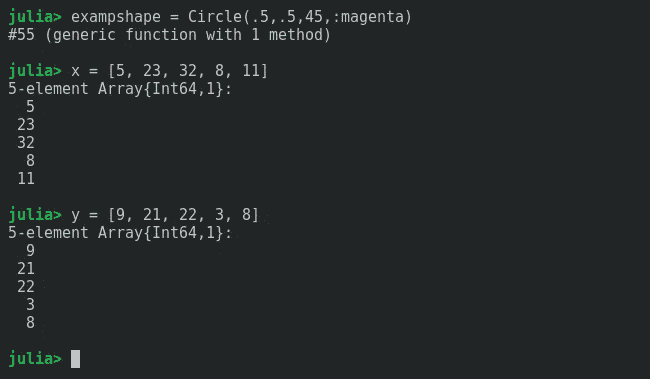 julia> exampshape = Circle(.5,.5,45,:magenta)
#55 (generic function with 1 method)
julia> x = [5, 23, 32, 8, 11]
5-element Array{Int64,1}:
5
23
32
8
11
julia> y = [9, 21, 22, 3, 8]
5-element Array{Int64,1}:
9
21
22
3
8
julia>